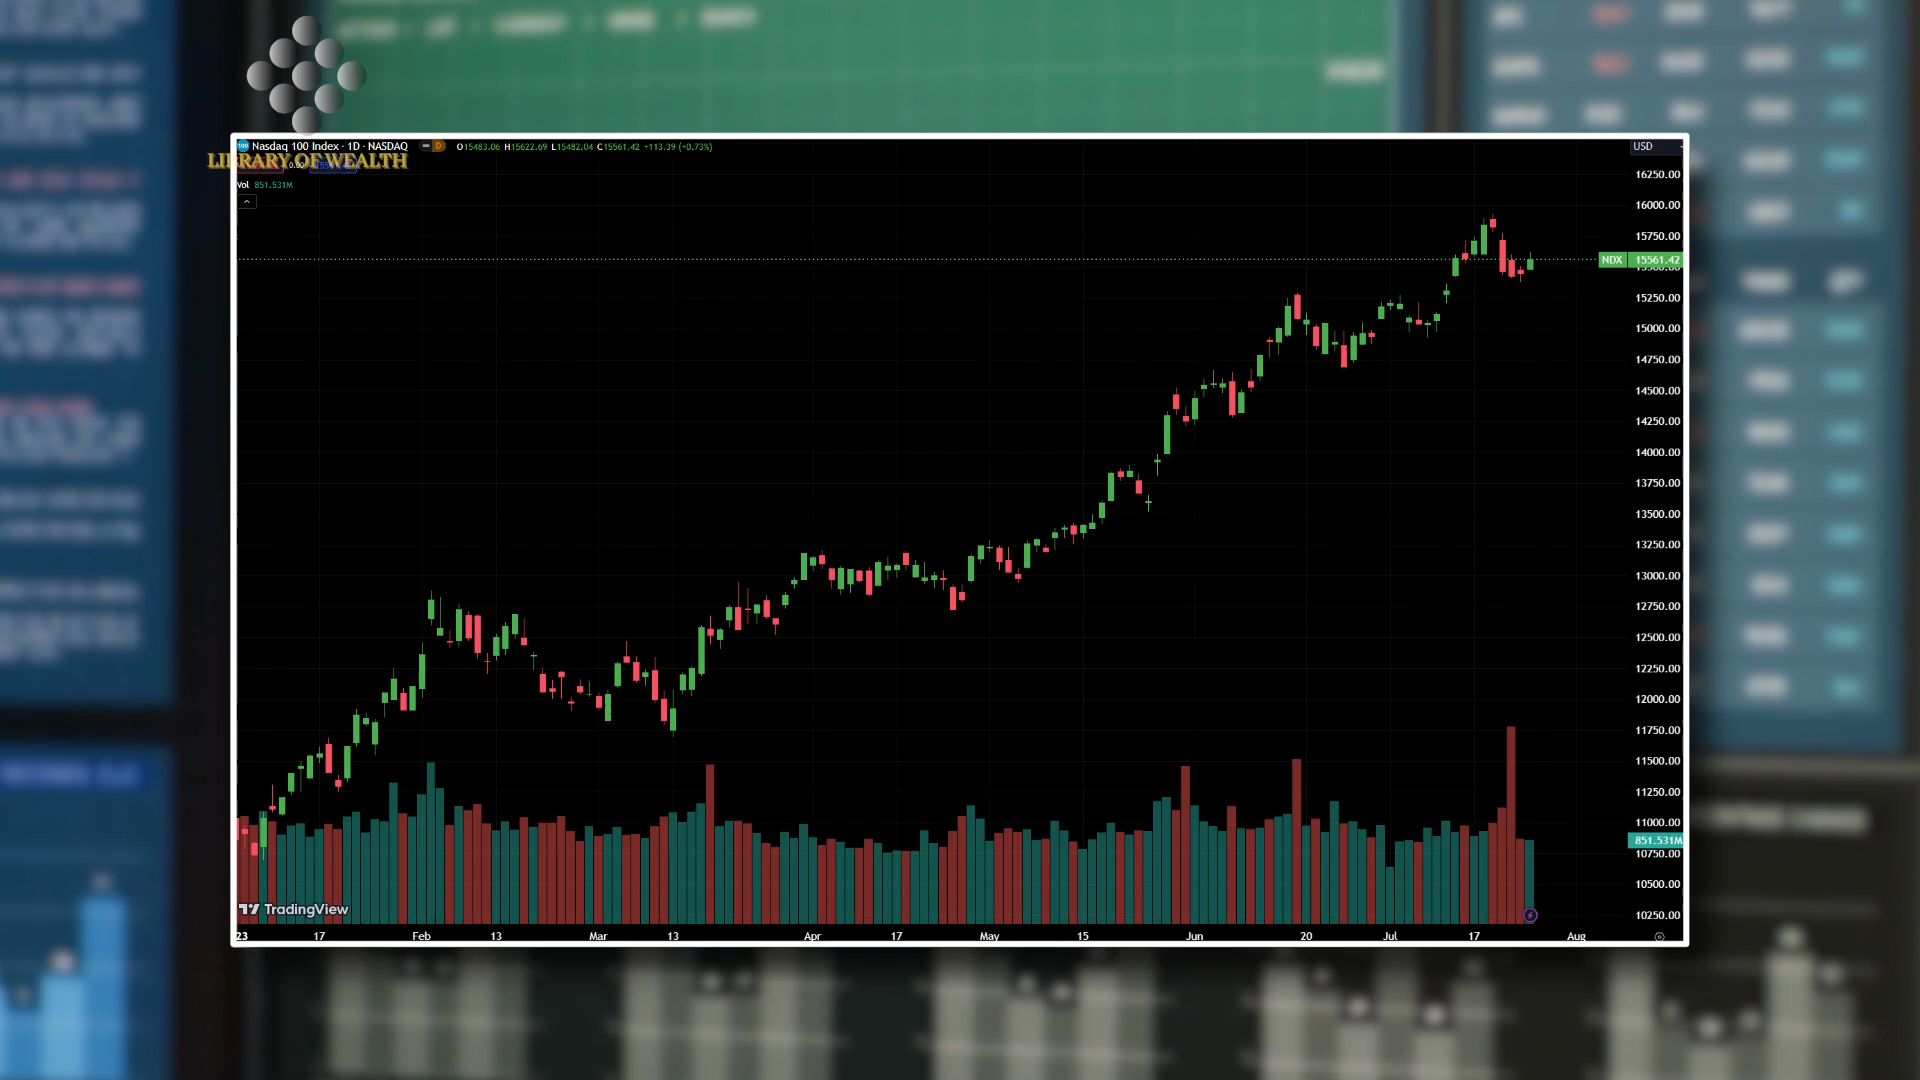 Nasdaq 100 Index · 1D · NASDAQ
D
O15483.06 H15622.69 L15482.04 C15561.42 +113.39 (+0.73%)
USD
LIBRARY OF WEALTH
Vol 851.531M
16250.00
16000.00
15750.00
NDX 15561.42
15250.00
15000.00
14750.00
14500.00
14250.00
14000.00
13750.00
13500.00
13250.00
13000.00
12750.00
12500.00
12250.00
12000.00
11750.00
11500.00
11250.00
11000.00
851.531M
10750.00
10500.00
10250.00
TradingView
23 17 Feb 13 Mar 13 Apr 17 May 15 Jun 20 Jul 17 Aug